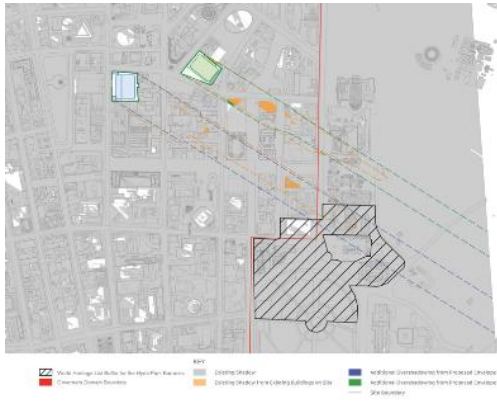 KEY
World Heritage List Buffer for the Hyde Park Barracks
Existing Shadow
Additional Overshadowing from Proposed Envelope
Domain Boundary
Existing Shadow from Existing Buildings on Site
Additional Overshadowing from Proposed Envelope
Site Boundary